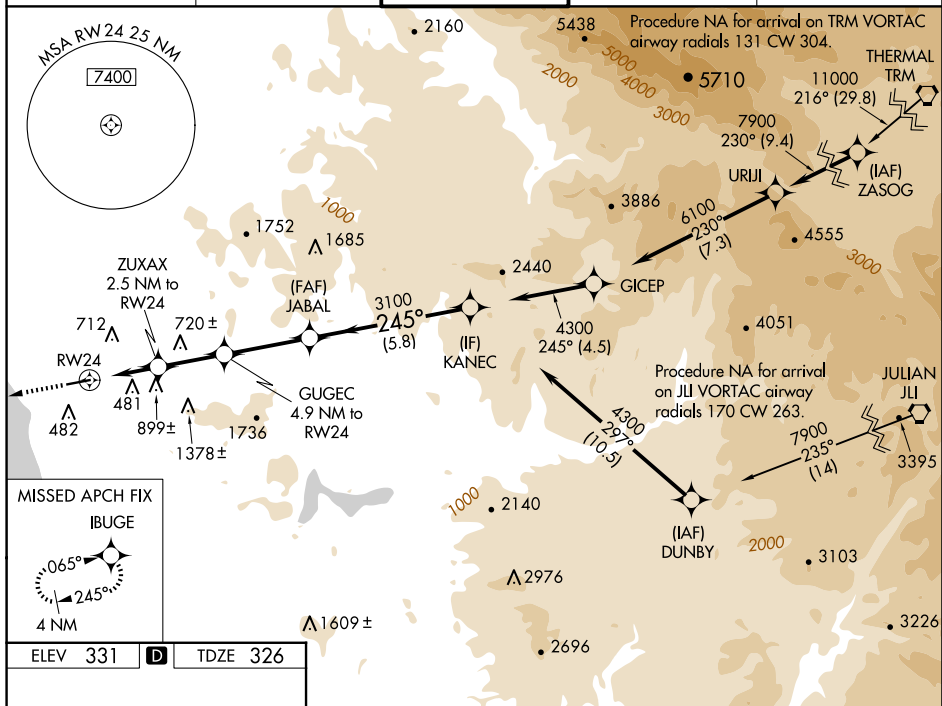 MSA RW 24 25 NM
7400
2160
5438
5000
4000
3000
2000
5710
Procedure NA for arrival on TRM VORTAC
airway radials 131 CW 304.
THERMAL
TRM
11000
216° (29.8)
7900
230° (9.4)
(IAF)
ZASOG
URIJI
3886
6100
230°
(7.3)
4555
3000
1000
1752
1685
2440
GICEP
ZUXAX
2.5 NM to
RW24
(FAF)
JABAL
3100
245°
(5.8)
(IF)
KANEC
4300
245° (4.5)
4051
712
720 ±
RW24
481
482
899±
1378 ±
1736
GUGEC
4.9 NM to
RW24
Procedure NA for arrival
on JLI VORTAC airway
radials 170 CW 263.
JULIAN
JLI
7900
235°
(14)
3395
4300
297°
(10.5)
(IAF)
DUNBY
1000
2140
2000
3103
2976
3226
1609 ±
2696
MISSED APCH FIX
IBUGE
065°
245°
4 NM
ELEV 331 D TDZE 326